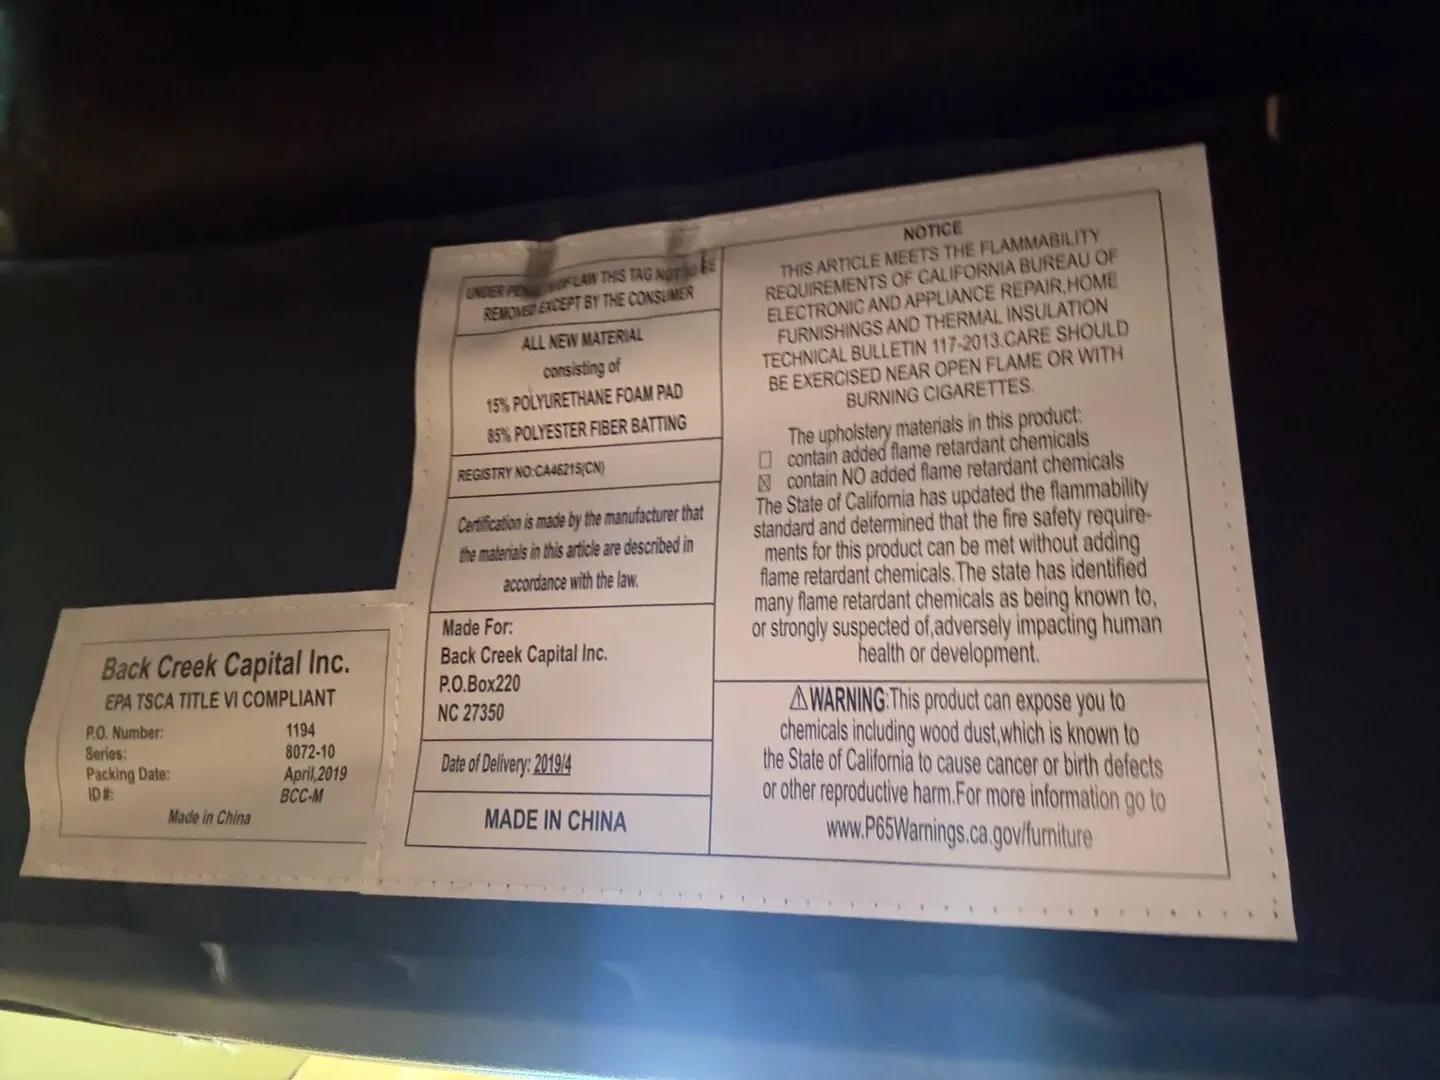 UNDER PENALTY OF LAW THIS TAG NOT TO BE
REMOVED EXCEPT BY THE CONSUMER
ALL NEW MATERIAL
consisting of
15% POLYURETHANE FOAM PAD
85% POLYESTER FIBER BATTING
REGISTRY NO:CA46215(CN)
Certification is made by the manufacturer that
the materials in this article are described in
accordance with the law.
Made For:
Back Creek Capital Inc.
P.O.Box220
NC 27350
Date of Delivery: 2019/4
MADE IN CHINA
NOTICE
THIS ARTICLE MEETS THE FLAMMABILITY
REQUIREMENTS OF CALIFORNIA BUREAU OF
ELECTRONIC AND APPLIANCE REPAIR,HOME
FURNISHINGS AND THERMAL INSULATION
TECHNICAL BULLETIN 117-2013.CARE SHOULD
BE EXERCISED NEAR OPEN FLAME OR WITH
BURNING CIGARETTES.
The upholstery materials in this product:
☐ contain added flame retardant chemicals
☒ contain NO added flame retardant chemicals
The State of California has updated the flammability
standard and determined that the fire safety require-
ments for this product can be met without adding
flame retardant chemicals.The state has identified
many flame retardant chemicals as being known to,
or strongly suspected of,adversely impacting human
health or development.
⚠WARNING:This product can expose you to
chemicals including wood dust,which is known to
the State of California to cause cancer or birth defects
or other reproductive harm.For more information go to
www.P65Warnings.ca.gov/furniture
Back Creek Capital Inc.
EPA TSCA TITLE VI COMPLIANT
P.O. Number: 1194
Series: 8072-10
Packing Date: April,2019
ID#: BCC-M
Made in China